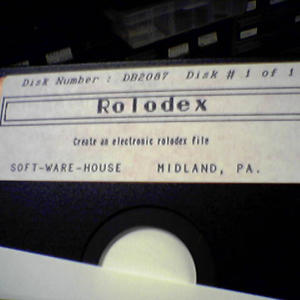 Disk Number : DB2087 Disk # 1 of 1
Rolodex
Create an electronic rolodex file
SOFT-WARE-HOUSE MIDLAND, PA.